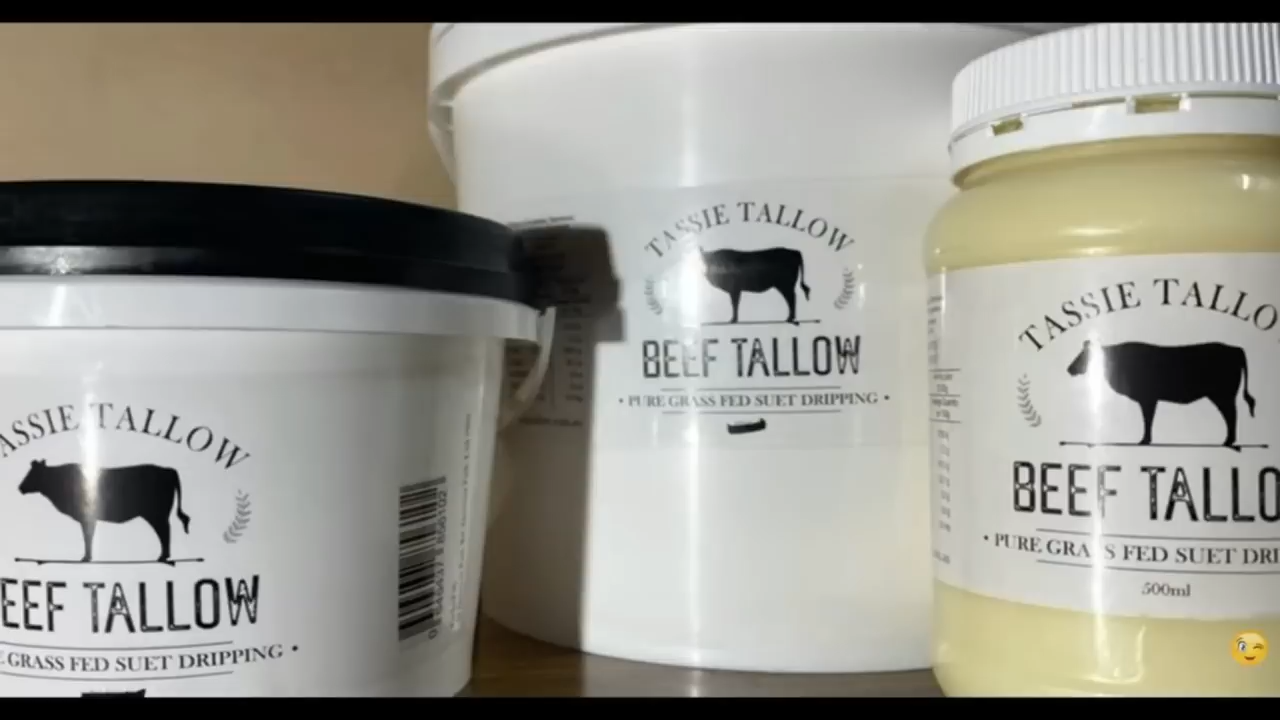 TASSIE TALLOW
BEEF TALLOW
• PURE GRASS FED SUET DRIPPING •
TASSIE TALLO
BEEF TALLO
• PURE GRASS FED SUET DRI
500ml
ASSIE TALLOW
EEF TALLOW
E GRASS FED SUET DRIPPING •